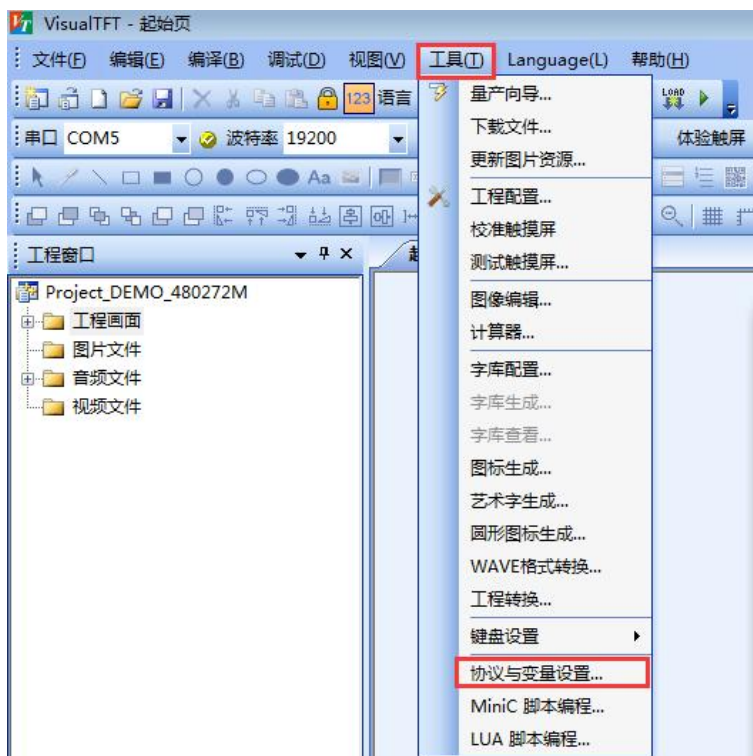 VT VisualTFT - 起始页
文件(F) 编辑(E) 编译(B) 调试(D) 视图(V) 工具(T) Language(L) 帮助(H)
123 语言 LOAD
串口 COM5 波特率 19200 体验触屏
Aa
工程窗口
Project_DEMO_480272M
工程画面
图片文件
音频文件
视频文件
量产向导...
下载文件...
更新图片资源...
工程配置...
校准触摸屏
测试触摸屏...
图像编辑...
计算器...
字库配置...
字库生成...
字库查看...
图标生成...
艺术字生成...
圆形图标生成...
WAVE格式转换...
工程转换...
键盘设置
协议与变量设置...
MiniC 脚本编程...
LUA 脚本编程...